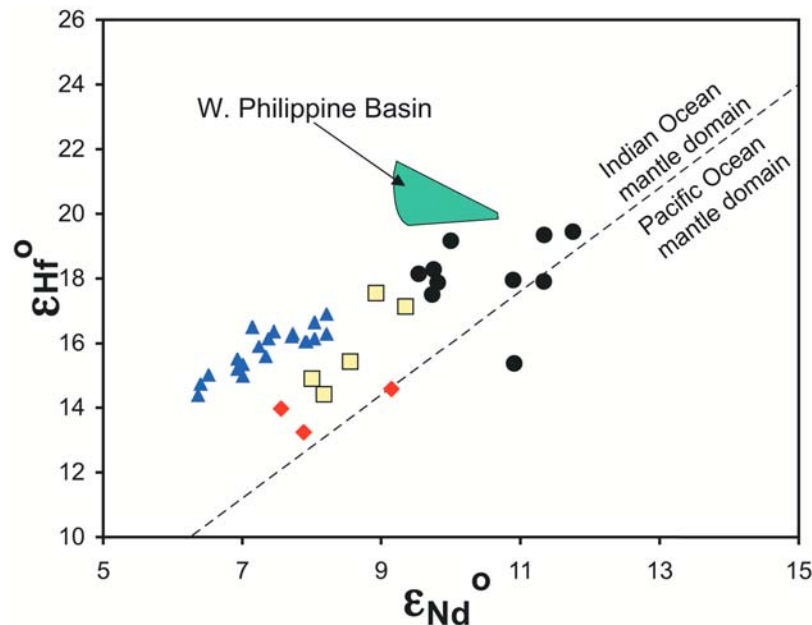 26
24
22
20
18
16
14
12
10
εHf°
W. Philippine Basin
Indian Ocean
mantle domain
Pacific Ocean
mantle domain
5
7
9
11
13
15
εNd°